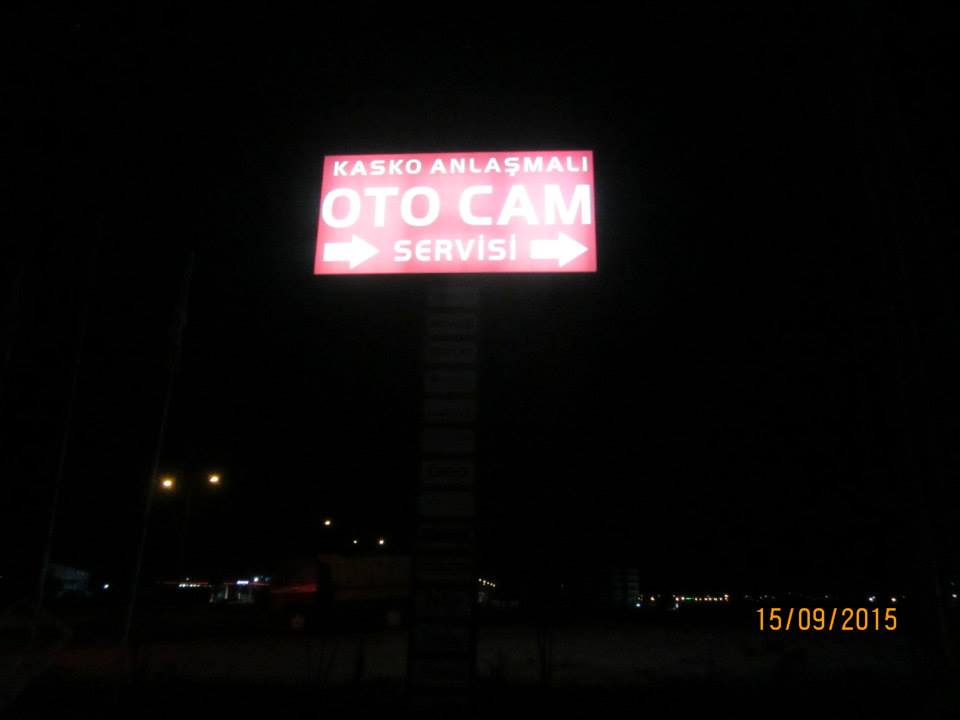 KASKO ANLAŞMALI
OTO CAM
SERVİSİ
15/09/2015